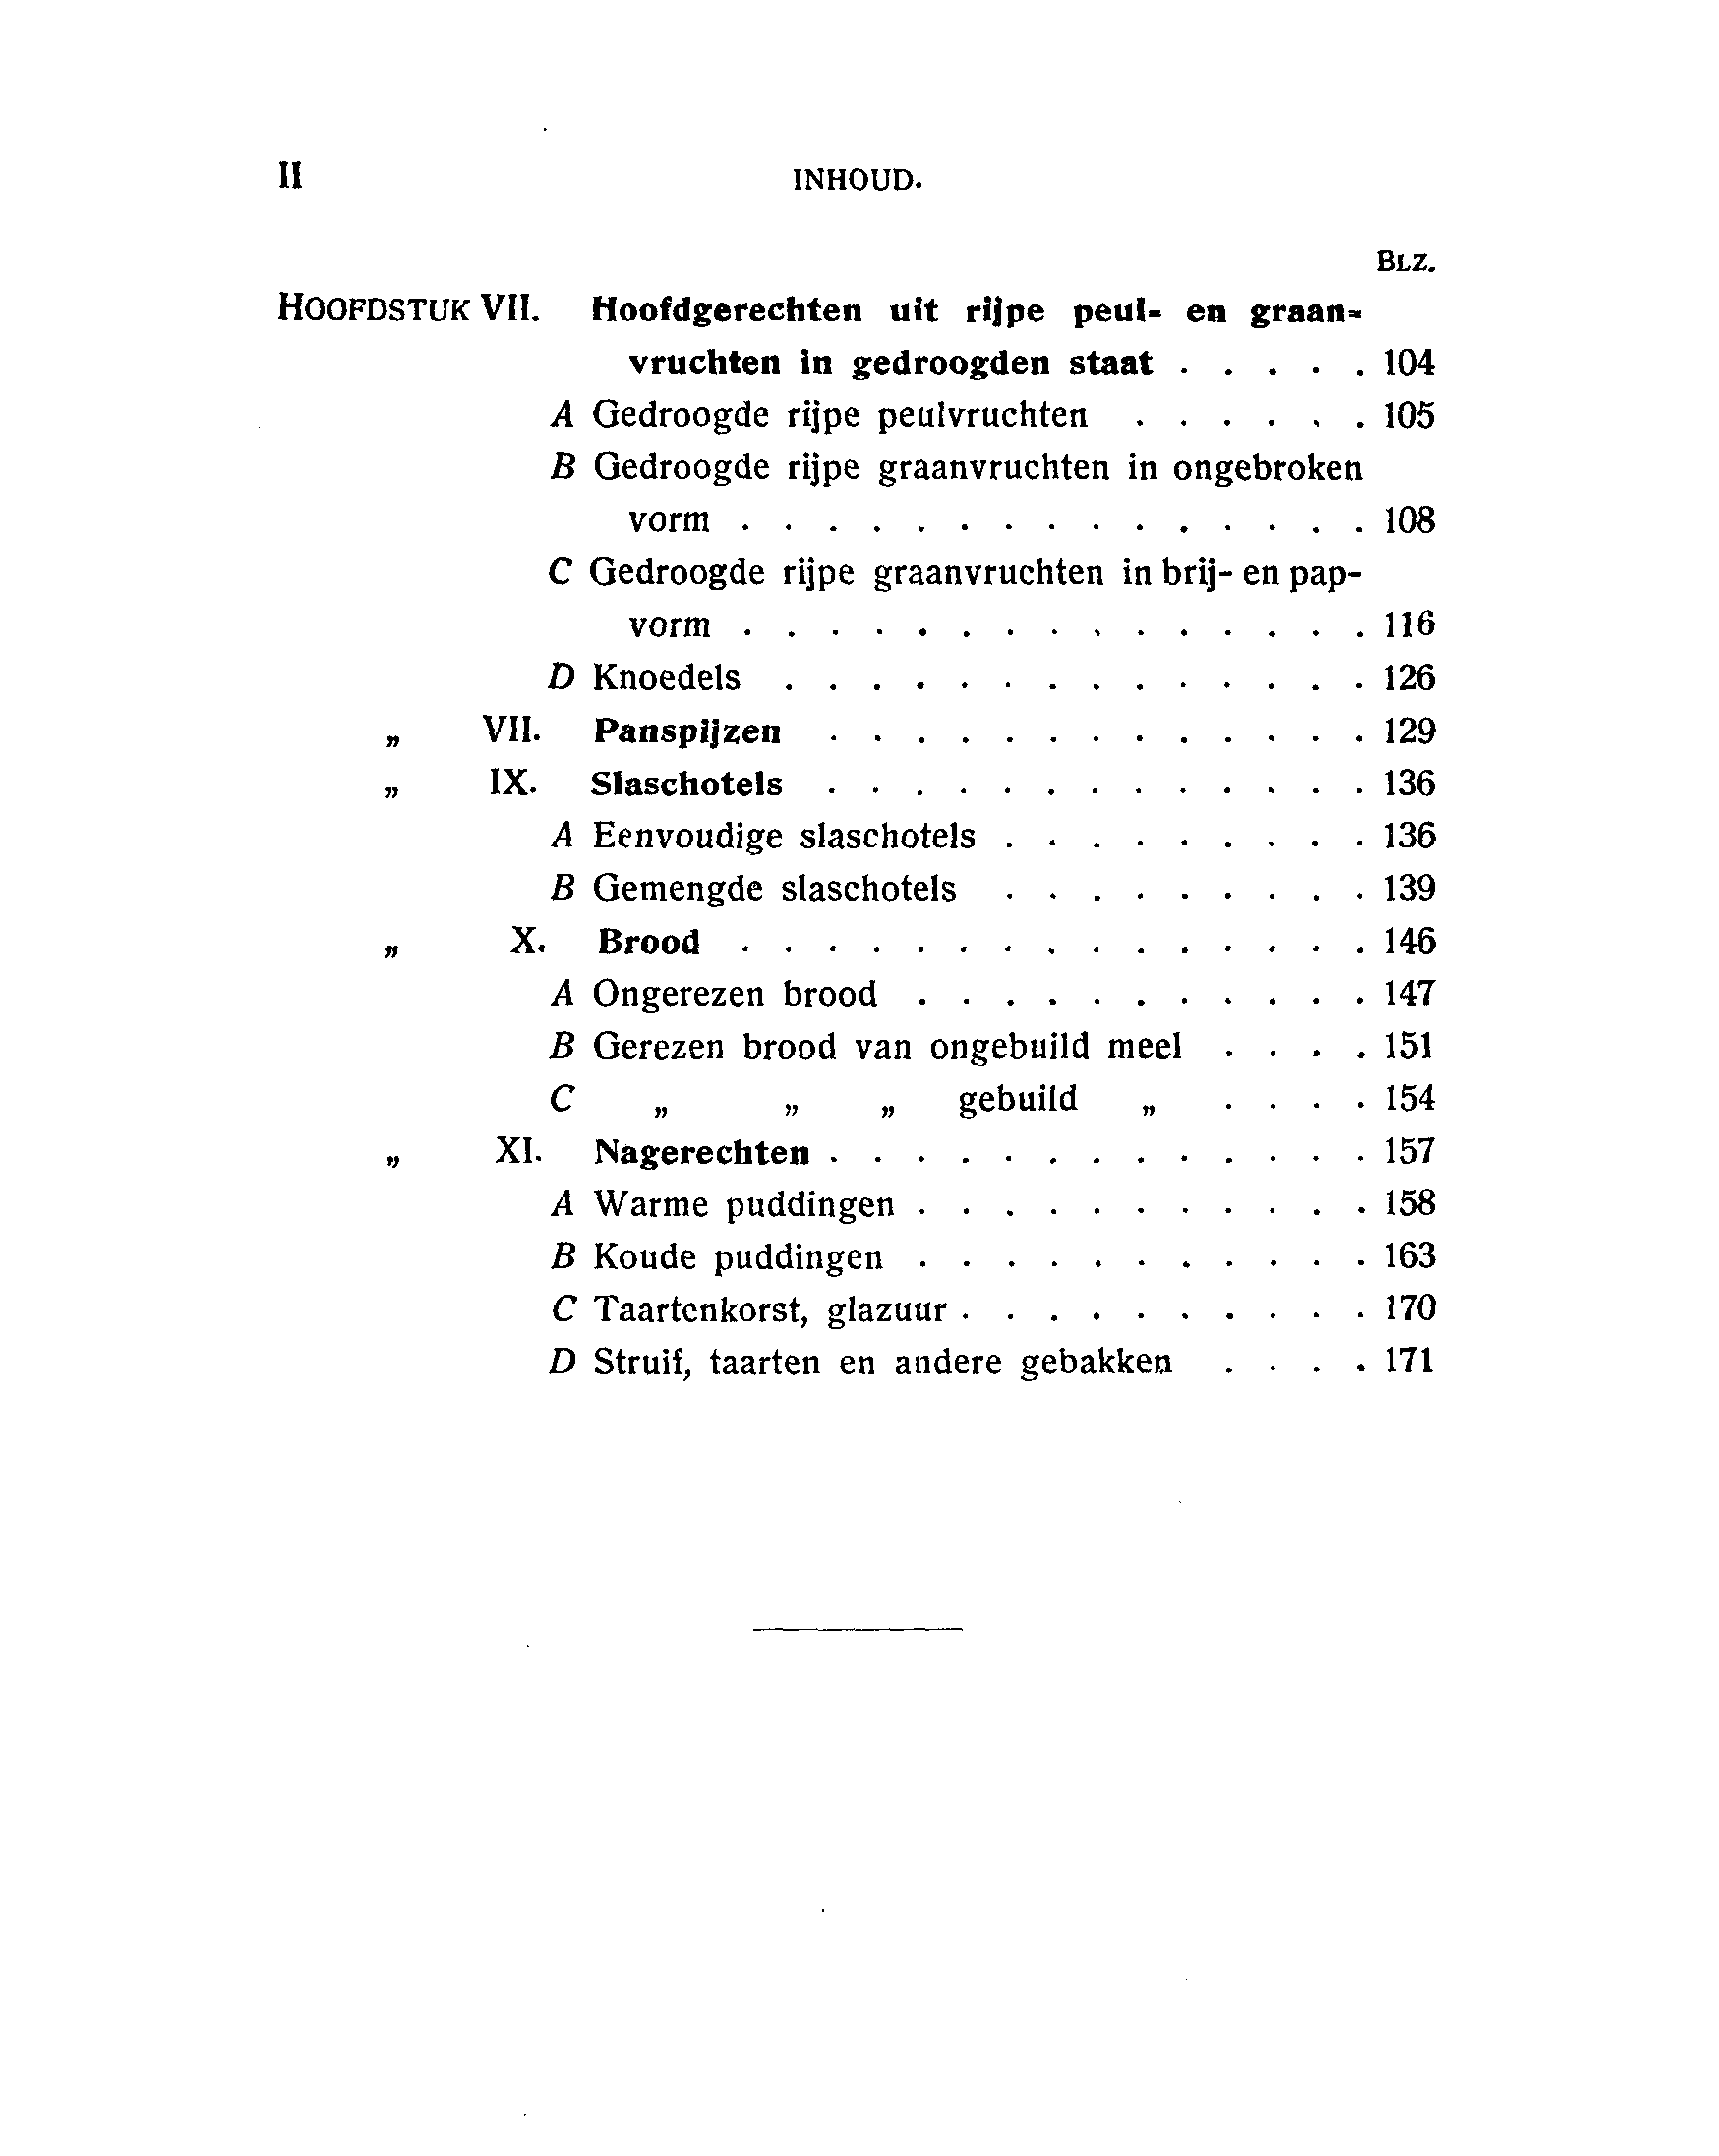 II INHOUD.
BLZ.
HOOFDSTUK VII. Hoofdgerechten uit rijpe peul- en graan-
vruchten in gedroogden staat . . . . . 104
A Gedroogde rijpe peulvruchten . . . . . . 105
B Gedroogde rijpe graanvruchten in ongebroken
vorm . . . . . . . . . . . . . . . 108
C Gedroogde rijpe graanvruchten in brij- en pap-
vorm . . . . . . . . . . . . . . . 116
D Knoedels . . . . . . . . . . . . . . 126
„ VII. Panspijzen . . . . . . . . . . . . . 129
„ IX. Slaschotels . . . . . . . . . . . . . 136
A Eenvoudige slaschotels . . . . . . . . . 136
B Gemengde slaschotels . . . . . . . . . 139
„ X. Brood . . . . . . . . . . . . . . . 146
A Ongerezen brood . . . . . . . . . . . 147
B Gerezen brood van ongebuild meel . . . . 151
C „ „ „ gebuild „ . . . . 154
„ XI. Nagerechten . . . . . . . . . . . . . 157
A Warme puddingen . . . . . . . . . . . 158
B Koude puddingen . . . . . . . . . . . 163
C Taartenkorst, glazuur . . . . . . . . . . 170
D Struif, taarten en andere gebakken . . . . 171